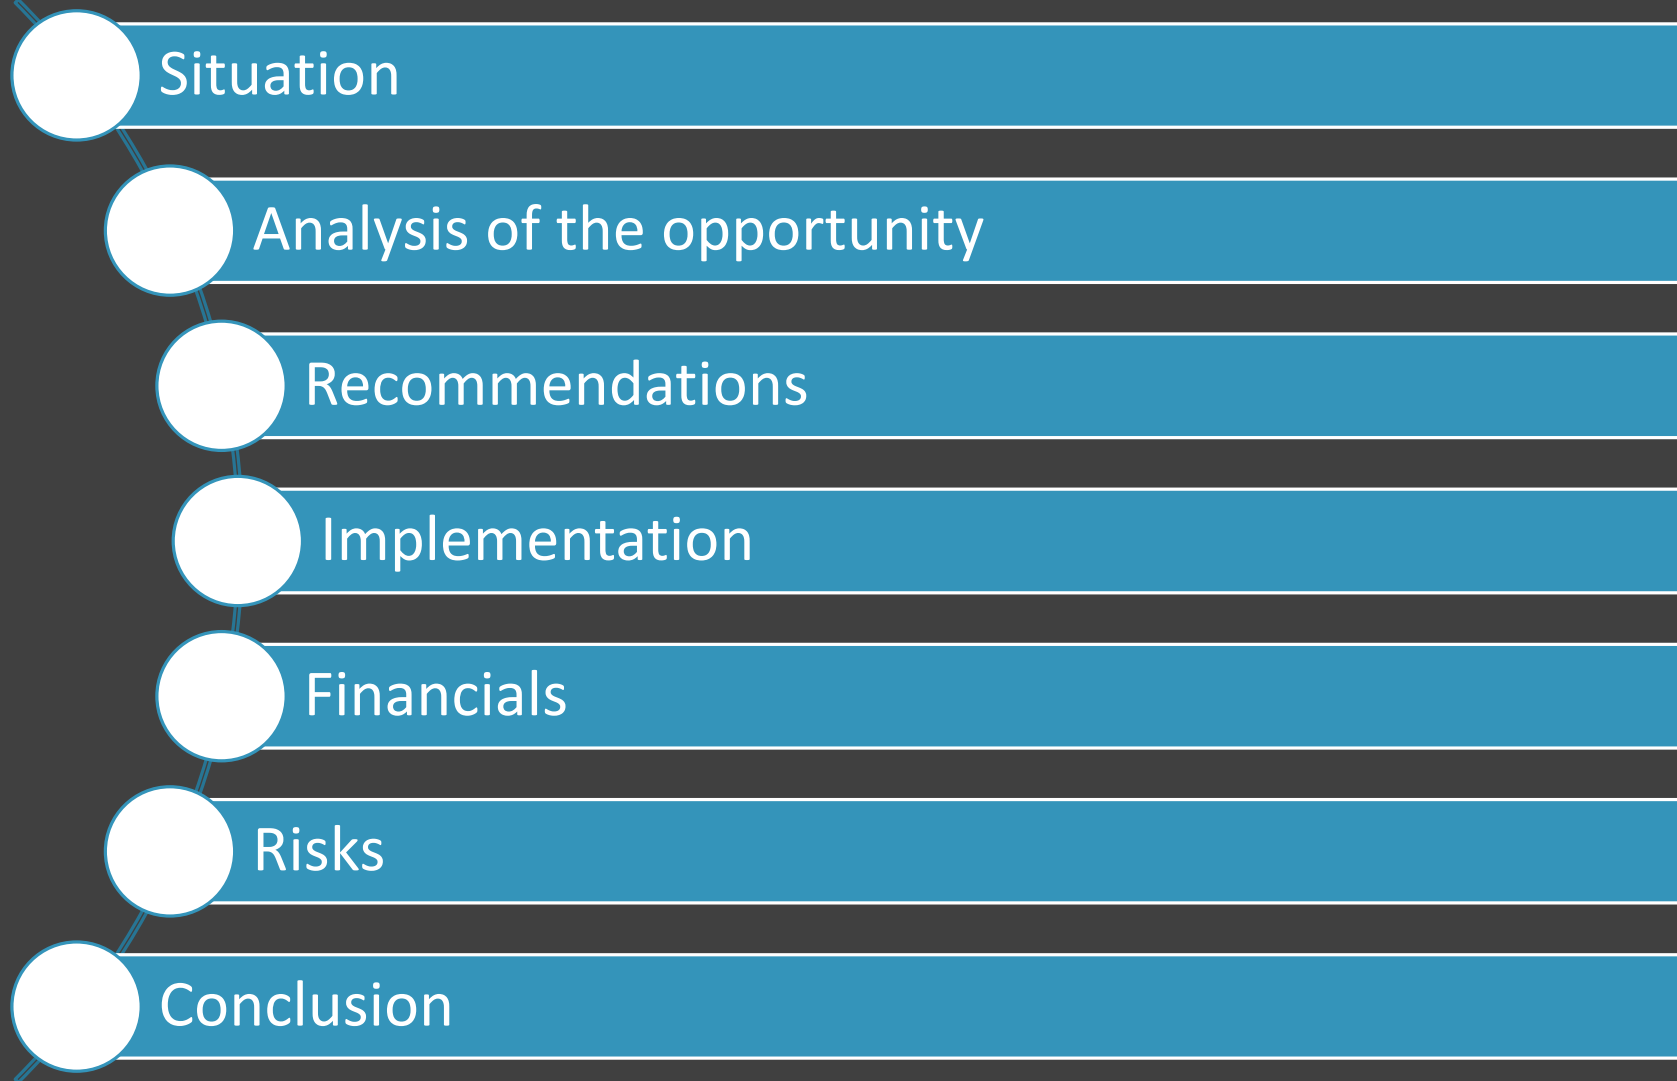 Situation
Analysis of the opportunity
Recommendations
Implementation
Financials
Risks
Conclusion